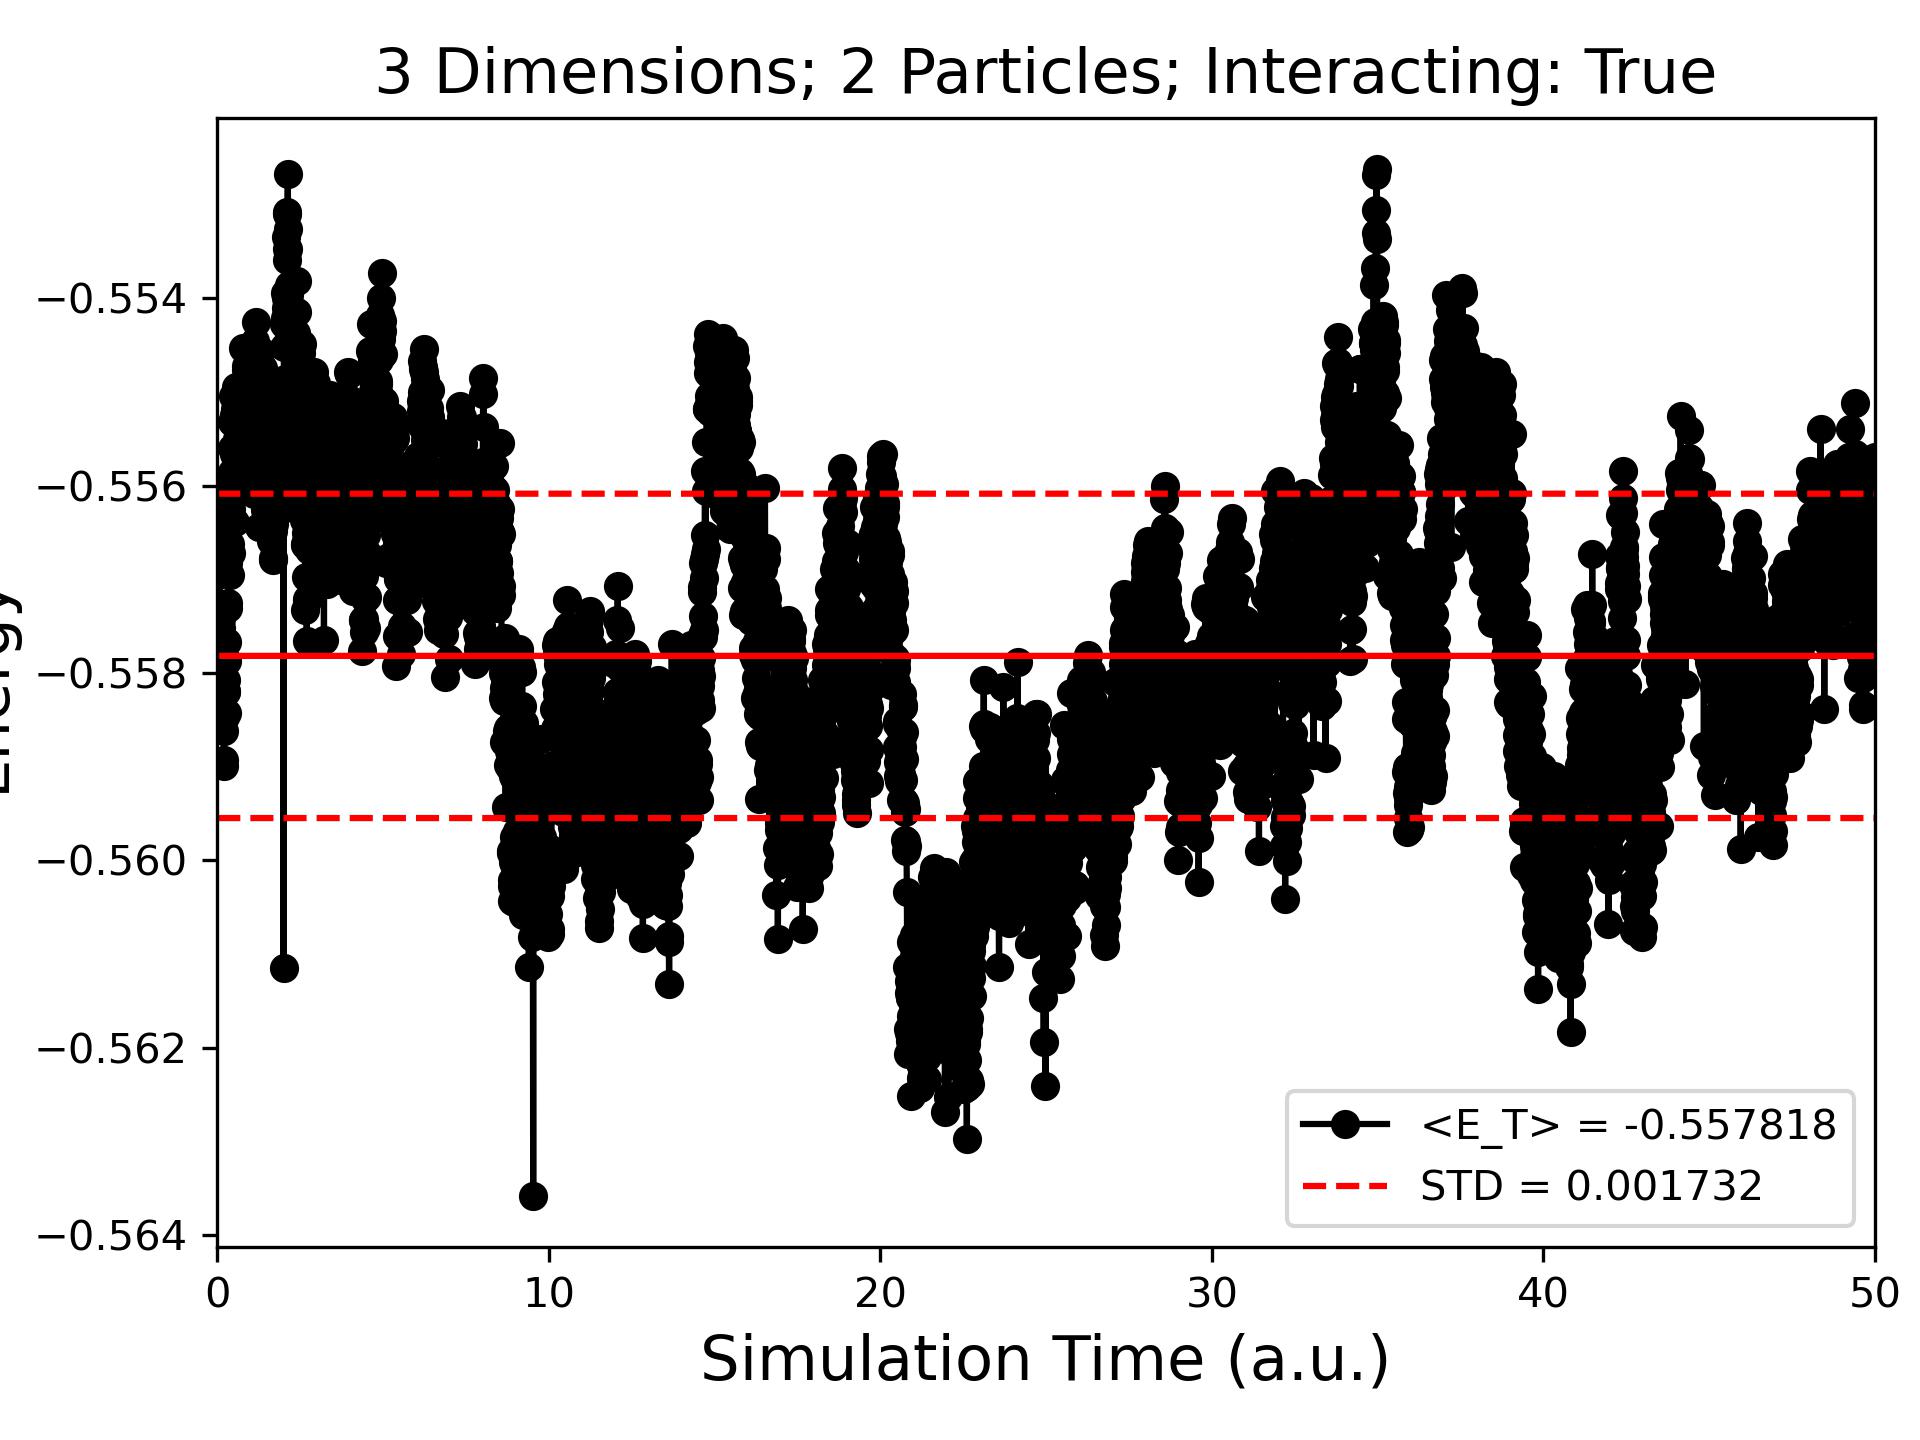 3 Dimensions; 2 Particles; Interacting: True
Energy
−0.554
−0.556
−0.558
−0.560
−0.562
−0.564
<E_T> = -0.557818
STD = 0.001732
0 10 20 30 40 50
Simulation Time (a.u.)